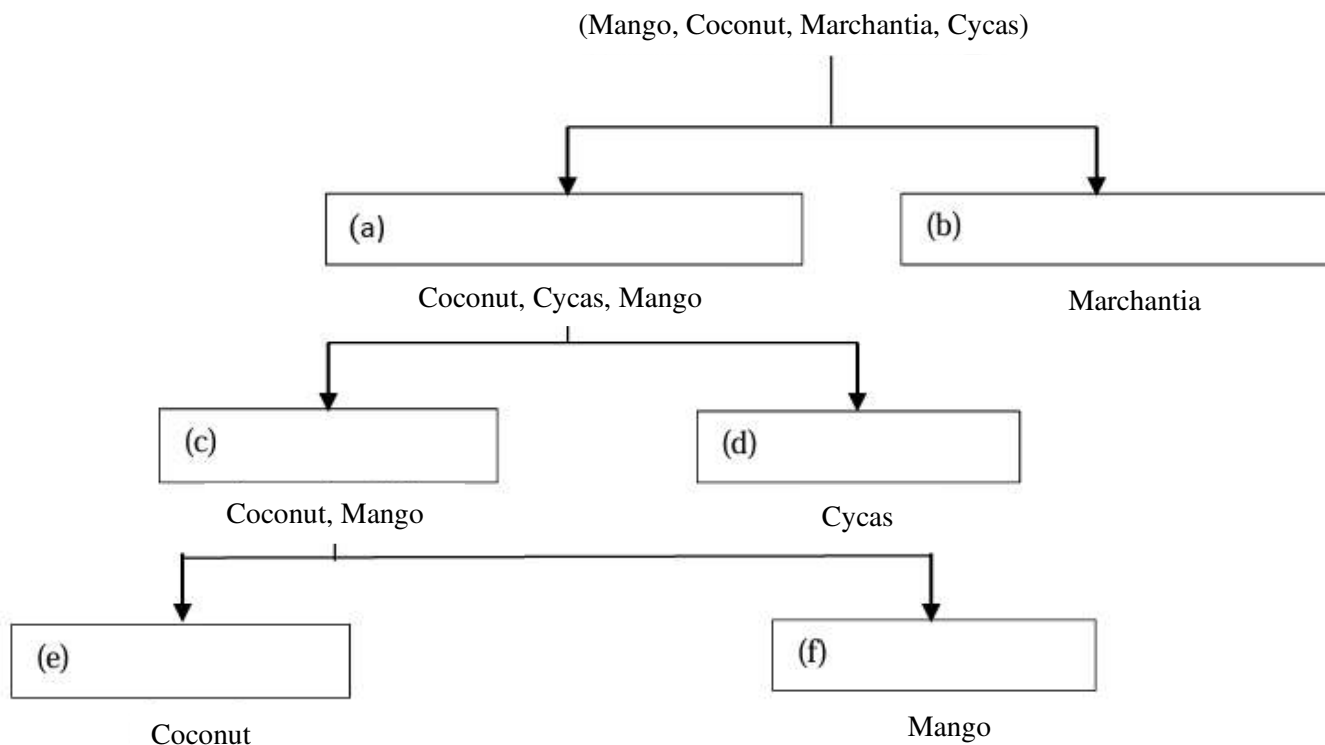 (Mango, Coconut, Marchantia, Cycas)
(a)
(b)
Coconut, Cycas, Mango
Marchantia
(c)
(d)
Coconut, Mango
Cycas
(e)
(f)
Coconut
Mango